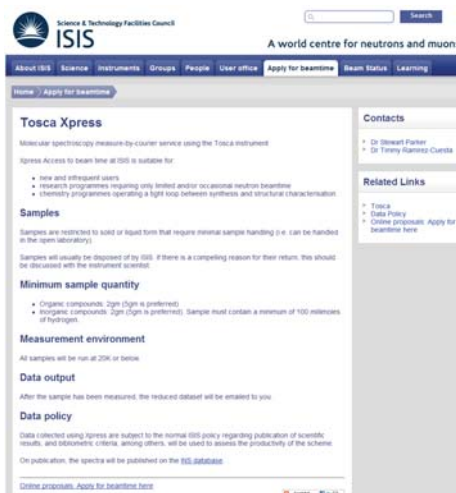 Science & Technology Facilities Council
ISIS
Search
A world centre for neutrons and muons
About ISIS Science Instruments Groups People User office Apply for beamtime Beam Status Learning
Home Apply for beamtime
Tosca Xpress
Molecular spectroscopy measure-by-courier service using the Tosca instrument
Xpress Access to beam time at ISIS is suitable for
new and infrequent users
research programmes requiring only limited and/or occasional neutron beamtime
chemistry programmes operating a tight loop between synthesis and structural characterisation.
Samples
Samples are restricted to solid or liquid form that require minimal sample handling (i.e. can be handled
in the open laboratory).
Samples will usually be disposed of by ISIS. If there is a compelling reason for their return, this should
be discussed with the instrument scientist.
Minimum sample quantity
Organic compounds: 2gm (5gm is preferred)
Inorganic compounds: 2gm (5gm is preferred). Sample must contain a minimum of 100 millimoles
of hydrogen.
Measurement environment
All samples will be run at 20K or below.
Data output
After the sample has been measured, the reduced dataset will be emailed to you.
Data policy
Data collected using Xpress are subject to the normal ISIS policy regarding publication of scientific
results, and bibliometric criteria, among others, will be used to assess the productivity of the scheme.
On publication, the spectra will be published on the INS database.
Online proposals: Apply for beamtime here
Contacts
Dr Stewart Parker
Dr Timmy Ramirez-Cuesta
Related Links
Tosca
Data Policy
Online proposals: Apply for
beamtime here